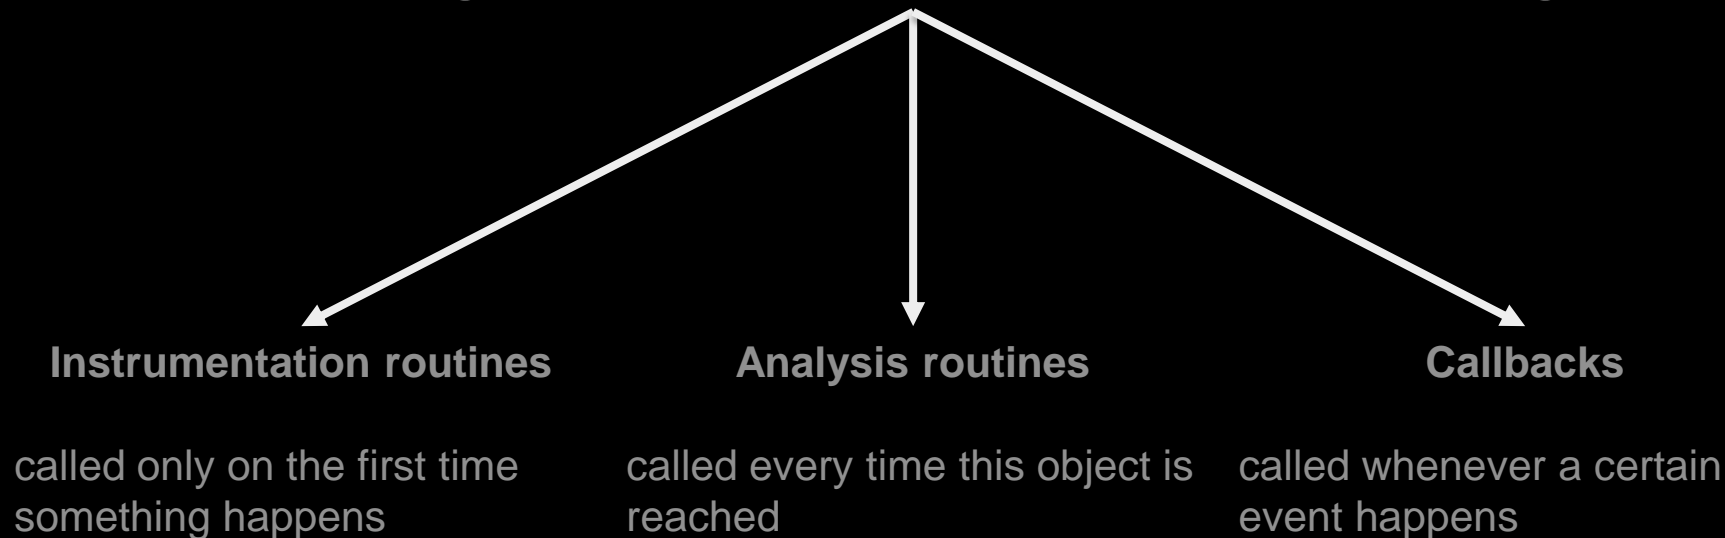 Instrumentation routines
Analysis routines
Callbacks
called only on the first time
something happens
called every time this object is
reached
called whenever a certain
event happens